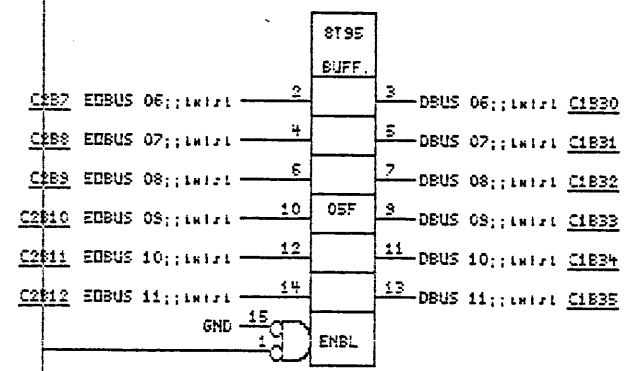 8T95
BUFF.
C2B7 EDBUS 06;; 2 3 DBUS 06;; C1B30
C2B8 EDBUS 07;; 4 5 DBUS 07;; C1B31
C2B9 EDBUS 08;; 6 7 DBUS 08;; C1B32
C2B10 EDBUS 09;; 10 05F 9 DBUS 09;; C1B33
C2B11 EDBUS 10;; 12 11 DBUS 10;; C1B34
C2B12 EDBUS 11;; 14 13 DBUS 11;; C1B35
GND 15
1 ENBL